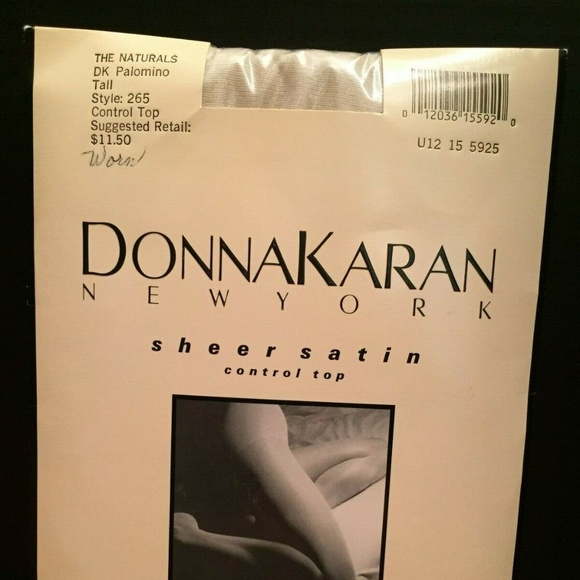 THE NATURALS
DK Palomino
Tall
Style: 265
Control Top
Suggested Retail:
$11.50
Worn
0 12036 15592 0
U12 15 5925
DONNAKARAN
NEW YORK
sheer satin
control top